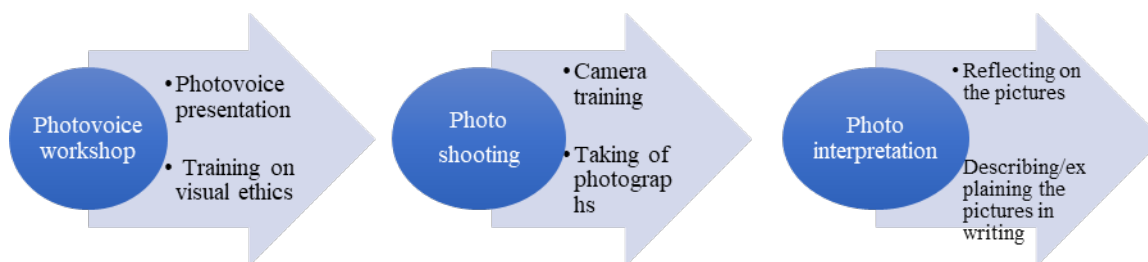 Photovoice
workshop
• Photovoice
presentation
• Training on
visual ethics
Photo
shooting
• Camera
training
• Taking of
photograp
hs
Photo
interpretation
• Reflecting on
the pictures
• Describing/ex
plaining the
pictures in
writing